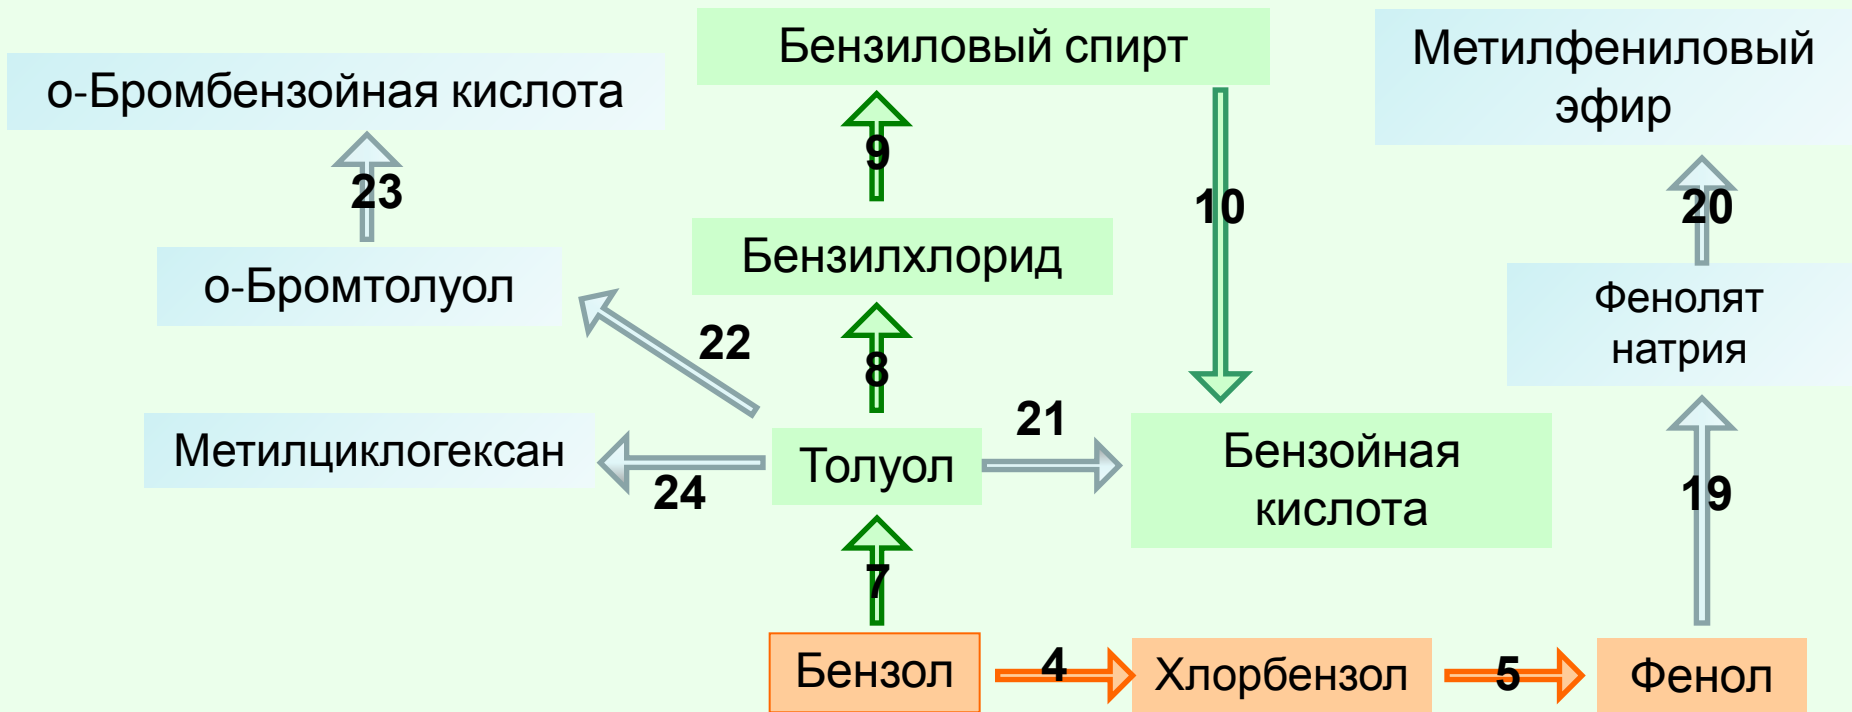 Бензиловый спирт
Метилфениловый
эфир
о-Бромбензойная кислота
9
23
10
20
Бензилхлорид
о-Бромтолуол
Фенолят
натрия
22
8
21
Метилциклогексан
Толуол
Бензойная
кислота
24
19
7
Бензол
4
Хлорбензол
5
Фенол